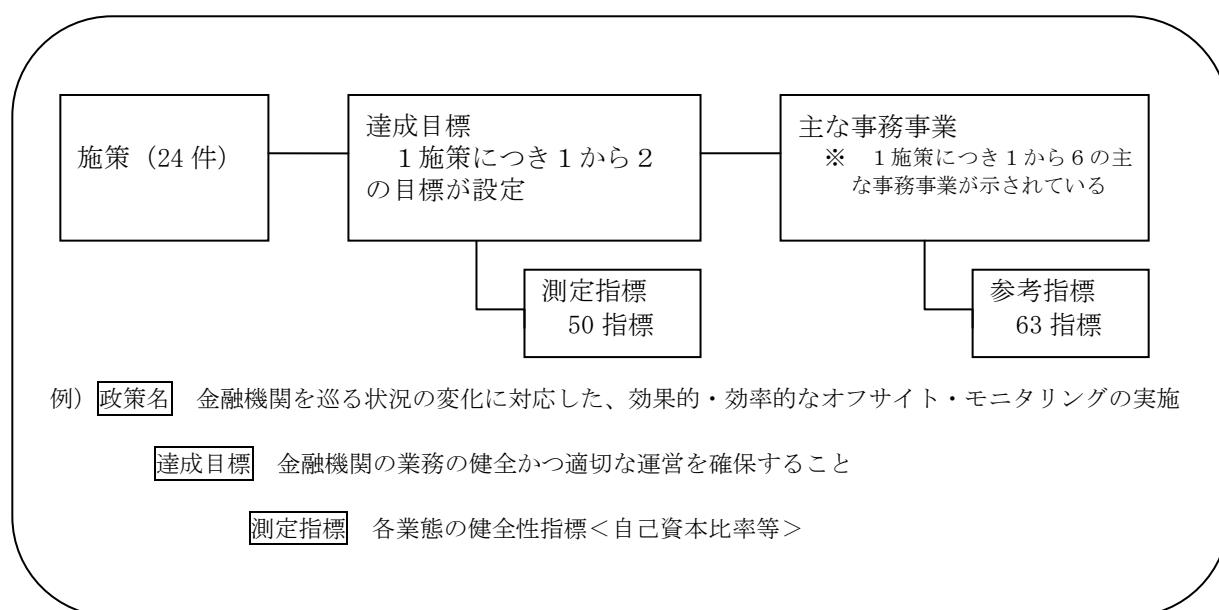 施策（24 件）
達成目標
１施策につき１から２
の目標が設定
主な事務事業
※　１施策につき１から６の主
な事務事業が示されている
測定指標
50 指標
参考指標
63 指標
例）政策名　金融機関を巡る状況の変化に対応した、効果的・効率的なオフサイト・モニタリングの実施
達成目標　金融機関の業務の健全かつ適切な運営を確保すること
測定指標　各業態の健全性指標＜自己資本比率等＞